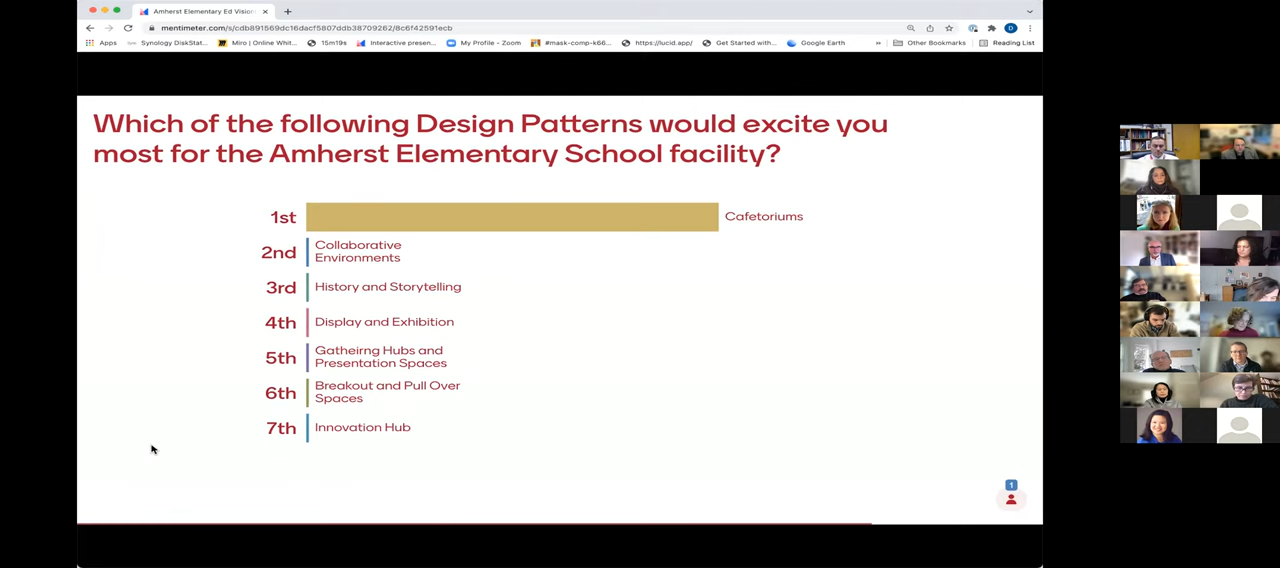 Amherst Elementary Ed Vision
mentimeter.com/s/cdb891569dc16dacf5807ddb38709262/8c6f42591ecb
Apps
Synology DiskStat...
Miro | Online Whit...
15m19s
Interactive presen...
My Profile - Zoom
#mask-comp-k66...
https://lucid.app/
Get Started with...
Google Earth
»
Other Bookmarks
Reading List
Which of the following Design Patterns would excite you
most for the Amherst Elementary School facility?
1st
Cafetoriums
2nd
Collaborative
Environments
3rd
History and Storytelling
4th
Display and Exhibition
5th
Gatheirng Hubs and
Presentation Spaces
6th
Breakout and Pull Over
Spaces
7th
Innovation Hub
1